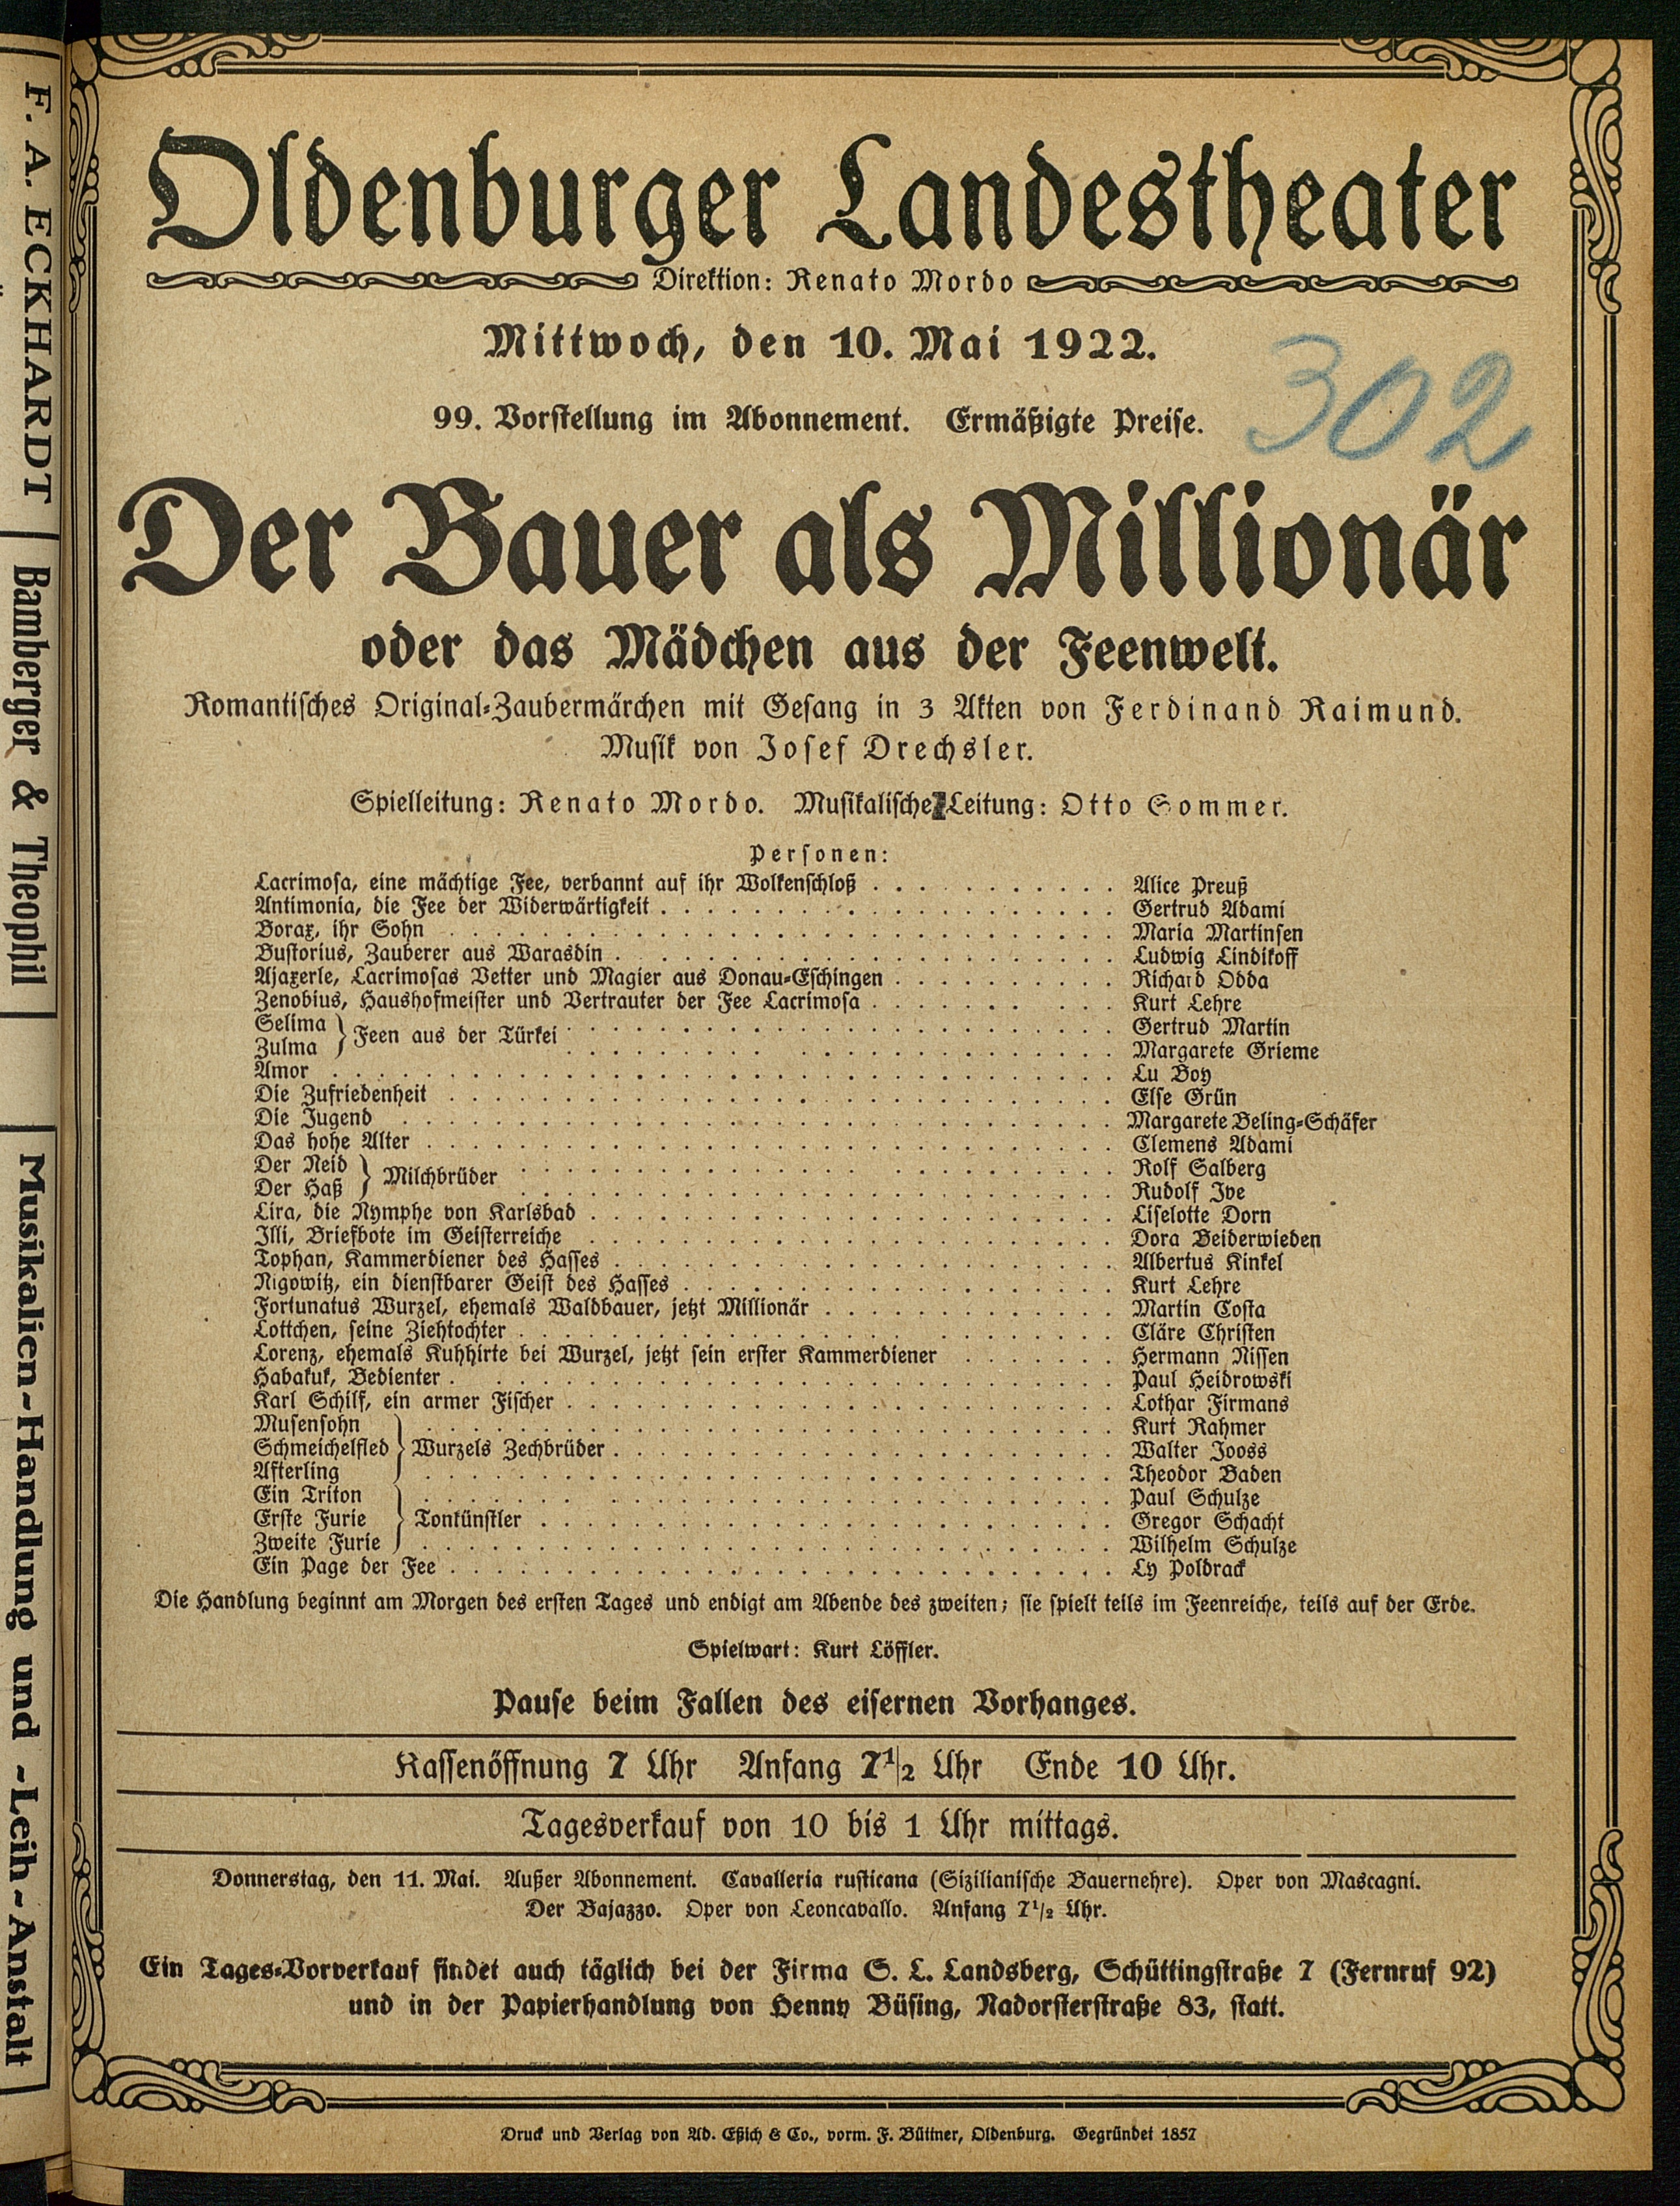 F. A. ECKHARDT
Bamberger & Theophil
Musikalien-Handlung und -Leih-Anstalt
Oldenburger Landestheater
Direktion: Renato Mordo
Mittwoch, den 10. Mai 1922.
302
99. Vorstellung im Abonnement. Ermäßigte Preise.
Der Bauer als Millionär
oder das Mädchen aus der Feenwelt.
Romantisches Original-Zaubermärchen mit Gesang in 3 Akten von Ferdinand Raimund.
Musik von Josef Drechsler.
Spielleitung: Renato Mordo. Musikalische Leitung: Otto Sommer.
Personen:
Lacrimosa, eine mächtige Fee, verbannt auf ihr Wolkenschloß . . . . . . . . . . . Alice Preuß
Antimonia, die Fee der Widerwärtigkeit . . . . . . . . . . . Gertrud Adami
Borax, ihr Sohn . . . . . . . . . . . Maria Martinsen
Bustorius, Zauberer aus Warasdin . . . . . . . . . . . Ludwig Lindikoff
Ajaxerle, Lacrimosas Vetter und Magier aus Donau-Eschingen . . . . . . . . . . Richard Odda
Zenobius, Haushofmeister und Vertrauter der Fee Lacrimosa . . . . . . . . . . Kurt Lehre
Selima } Feen aus der Türkei . . . . . . . . . . Gertrud Martin
Zulma } . . . . . . . . . . Margarete Grieme
Amor . . . . . . . . . . Lu Boy
Die Zufriedenheit . . . . . . . . . . Else Grün
Die Jugend . . . . . . . . . . Margarete Beling-Schäfer
Das hohe Alter . . . . . . . . . . Clemens Adami
Der Neid } Milchbrüder . . . . . . . . . . Rolf Salberg
Der Haß } . . . . . . . . . . Rudolf Ive
Lira, die Nymphe von Karlsbad . . . . . . . . . . Liselotte Dorn
Illi, Briefbote im Geisterreiche . . . . . . . . . . Dora Beiderwieden
Tophan, Kammerdiener des Hasses . . . . . . . . . . Albertus Kinkel
Nigowitz, ein dienstbarer Geist des Hasses . . . . . . . . . . Kurt Lehre
Fortunatus Wurzel, ehemals Waldbauer, jetzt Millionär . . . . . . . . . . Martin Costa
Lottchen, seine Ziehtochter . . . . . . . . . . Cläre Christen
Lorenz, ehemals Kuhhirte bei Wurzel, jetzt sein erster Kammerdiener . . . . . . . Hermann Nissen
Habakuk, Bedienter . . . . . . . . . . Paul Heidrowski
Karl Schilf, ein armer Fischer . . . . . . . . . . Lothar Firmans
Musensohn } . . . . . . . . . . Kurt Rahmer
Schmeichelfled } Wurzels Zechbrüder . . . . . . . . . . Walter Jooss
Afterling } . . . . . . . . . . Theodor Baden
Ein Triton } . . . . . . . . . . Paul Schulze
Erste Furie } Tonkünstler . . . . . . . . . . Gregor Schacht
Zweite Furie } . . . . . . . . . . Wilhelm Schulze
Ein Page der Fee . . . . . . . . . . Ly Poldrack
Die Handlung beginnt am Morgen des ersten Tages und endigt am Abende des zweiten; sie spielt teils im Feenreiche, teils auf der Erde.
Spielwart: Kurt Löffler.
Pause beim Fallen des eisernen Vorhanges.
Kassenöffnung 7 Uhr Anfang 7 1/2 Uhr Ende 10 Uhr.
Tagesverkauf von 10 bis 1 Uhr mittags.
Donnerstag, den 11. Mai. Außer Abonnement. Cavalleria rusticana (Sizilianische Bauernehre). Oper von Mascagni.
Der Bajazzo. Oper von Leoncavallo. Anfang 7 1/2 Uhr.
Ein Tages-Vorverkauf findet auch täglich bei der Firma S. L. Landsberg, Schüttingstraße 7 (Fernruf 92)
und in der Papierhandlung von Henny Büsing, Nadorsterstraße 83, statt.
Druck und Verlag von Ad. Eßich & Co., vorm. F. Büttner, Oldenburg. Gegründet 1857